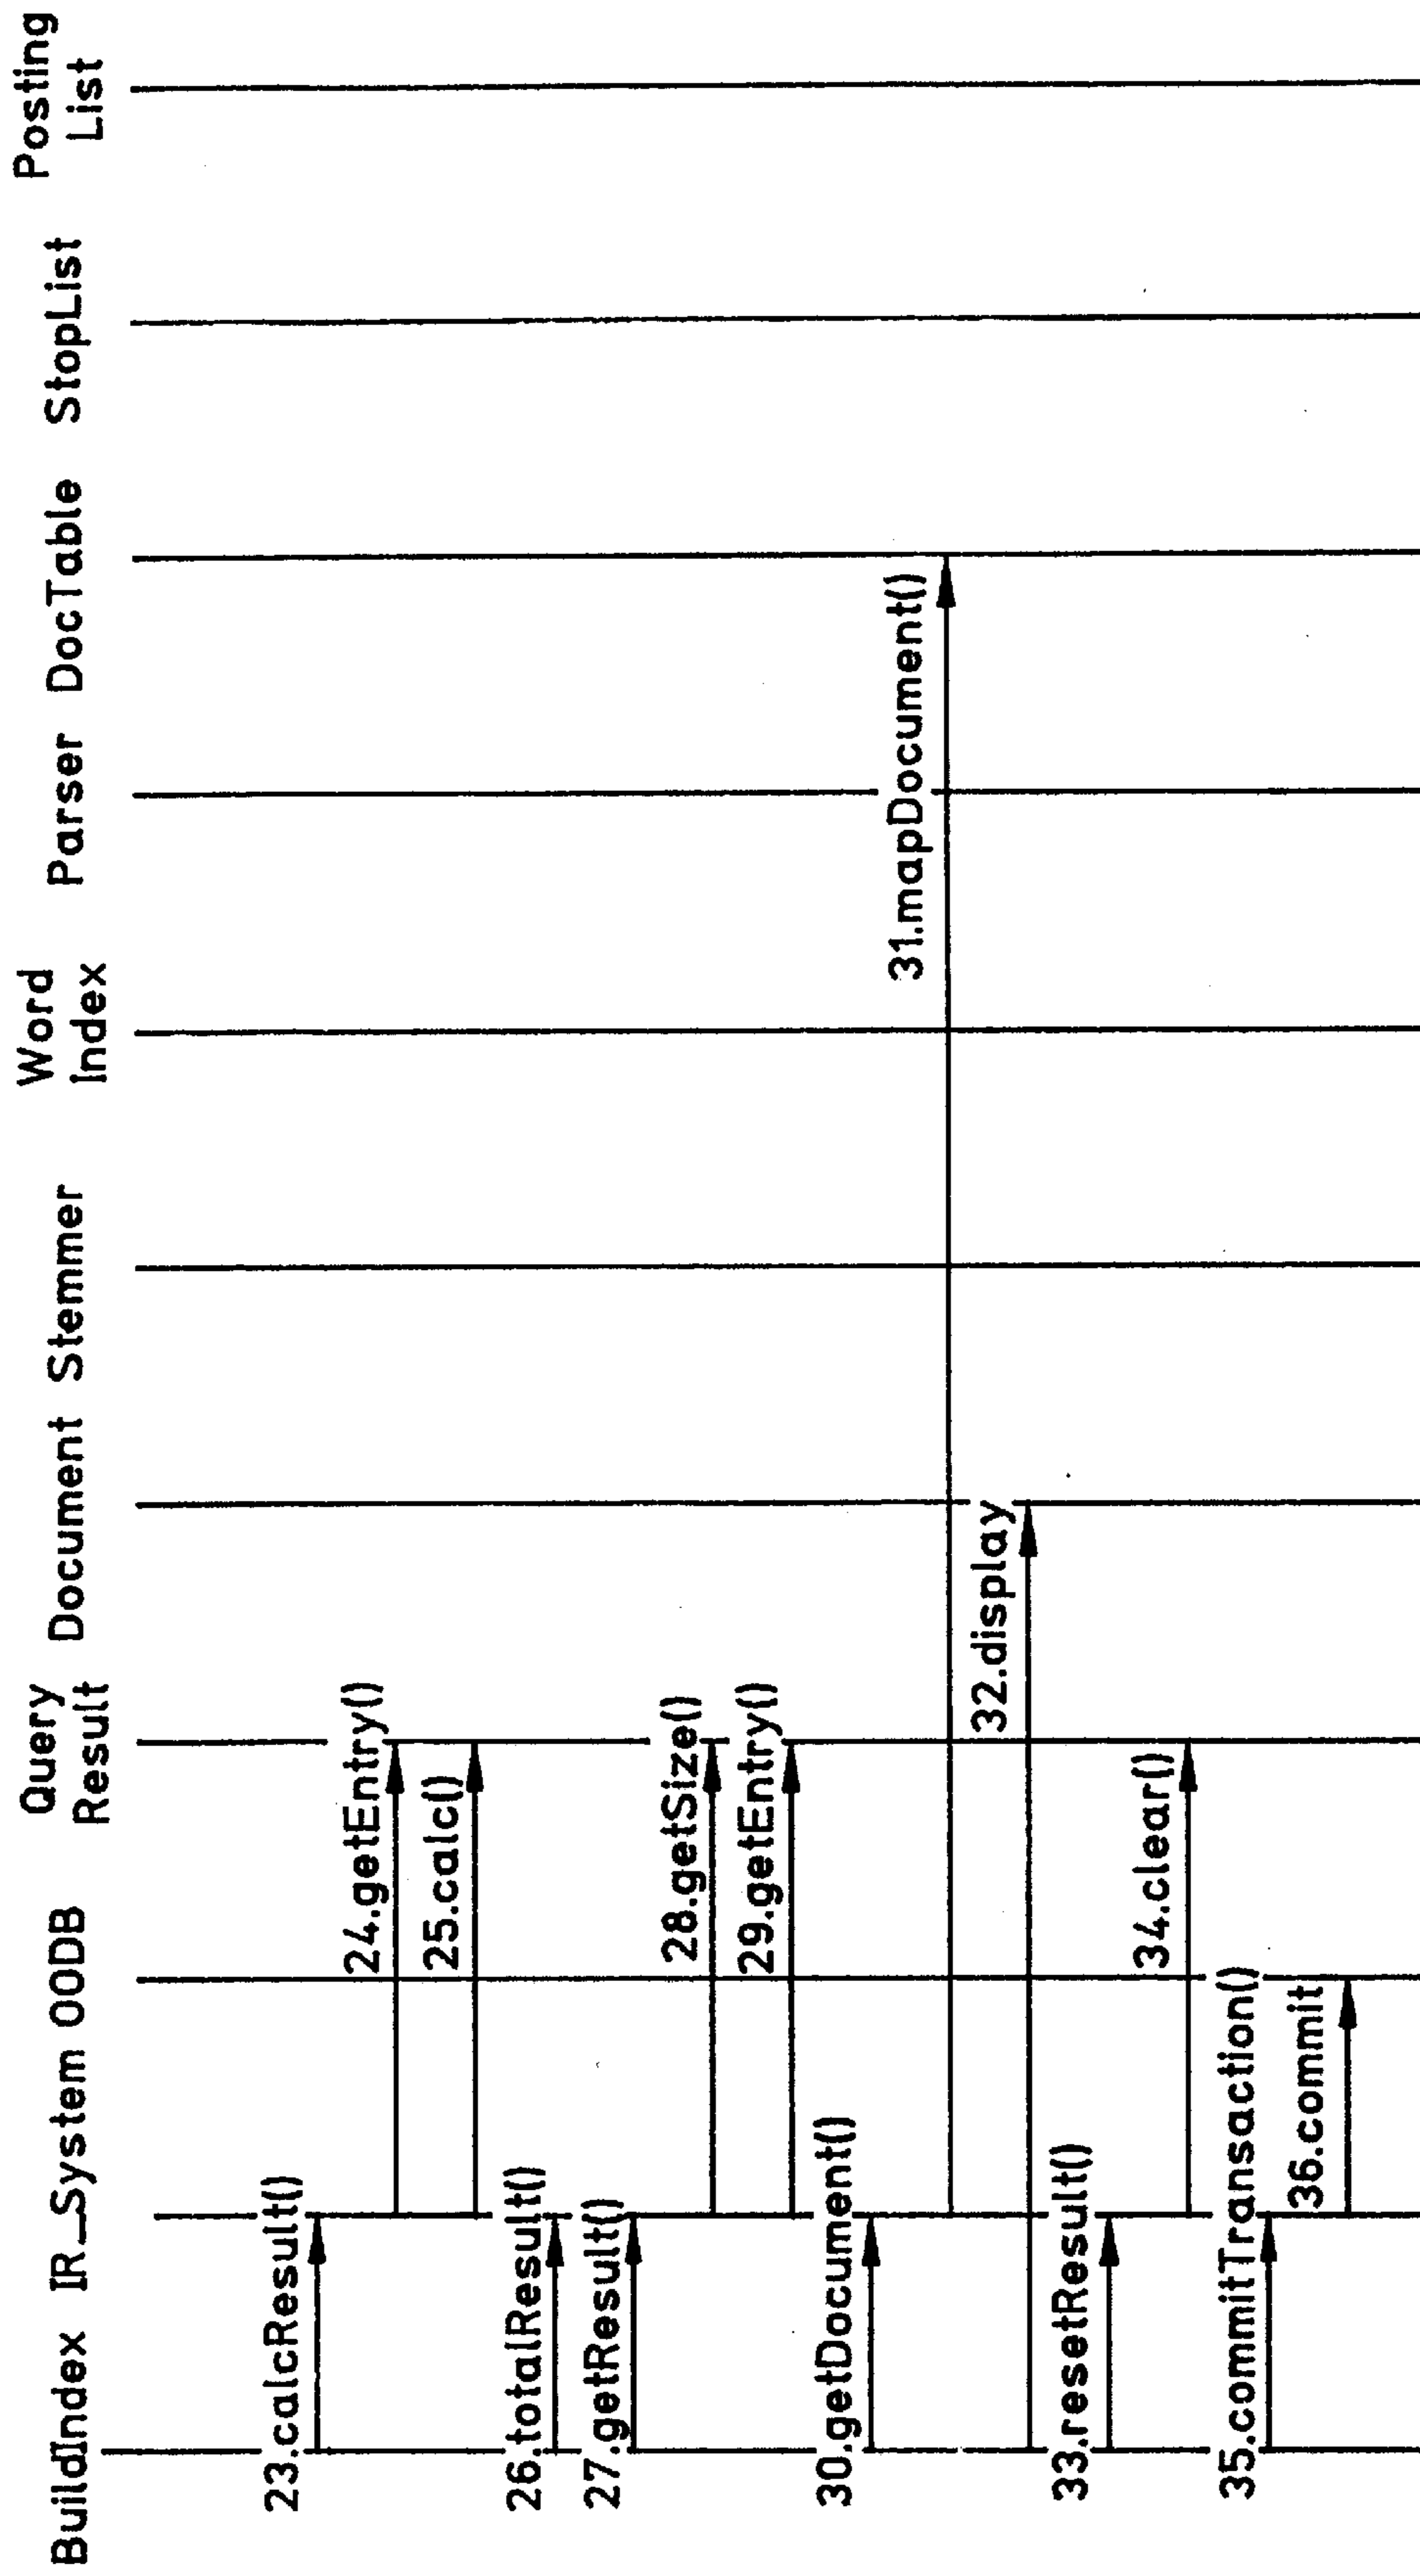 BuildIndex IR_System OODB Query Result Document Stemmer Word Index Parser DocTable StopList Posting List
23.calcResult()
24.getEntry()
25.calc()
26.totalResult()
27.getResult()
28.getSize()
29.getEntry()
30.getDocument()
31.mapDocument()
32.display
33.resetResult()
34.clear()
35.commitTransaction()
36.commit